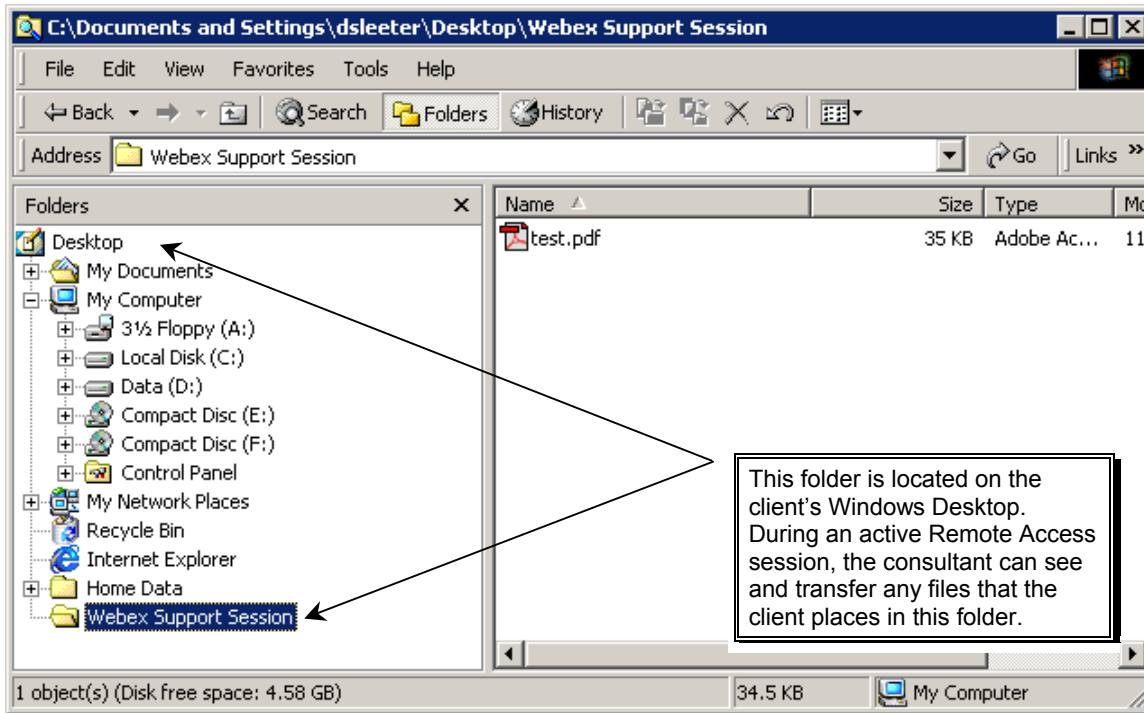 C:\Documents and Settings\dsleeter\Desktop\Webex Support Session
File Edit View Favorites Tools Help
Back Search Folders History
Address Webex Support Session Go Links »
Folders
Desktop
My Documents
My Computer
3½ Floppy (A:)
Local Disk (C:)
Data (D:)
Compact Disc (E:)
Compact Disc (F:)
Control Panel
My Network Places
Recycle Bin
Internet Explorer
Home Data
Webex Support Session
Name Size Type Mo
test.pdf 35 KB Adobe Ac... 11
This folder is located on the
client’s Windows Desktop.
During an active Remote Access
session, the consultant can see
and transfer any files that the
client places in this folder.
1 object(s) (Disk free space: 4.58 GB) 34.5 KB My Computer